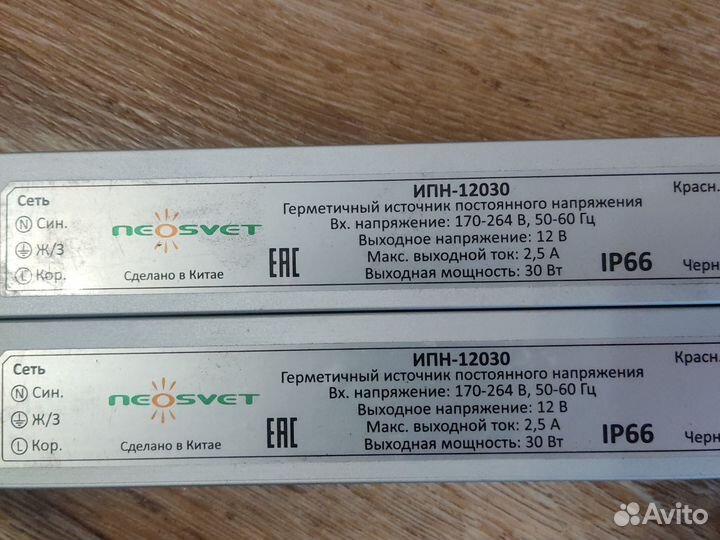 ИПН-12030
Красн.
Сеть
Герметичный источник постоянного напряжения
N Син.
neosvet
Вх. напряжение: 170-264 В, 50-60 Гц
Ж/З
Выходное напряжение: 12 В
Макс. выходной ток: 2,5 А
L Кор.
Сделано в Китае
EAC
Выходная мощность: 30 Вт
IP66
Черн
ИПН-12030
Красн.
Сеть
Герметичный источник постоянного напряжения
N Син.
neosvet
Вх. напряжение: 170-264 В, 50-60 Гц
Ж/З
Выходное напряжение: 12 В
Макс. выходной ток: 2,5 А
L Кор.
Сделано в Китае
EAC
Выходная мощность: 30 Вт
IP66
Черн
Avito